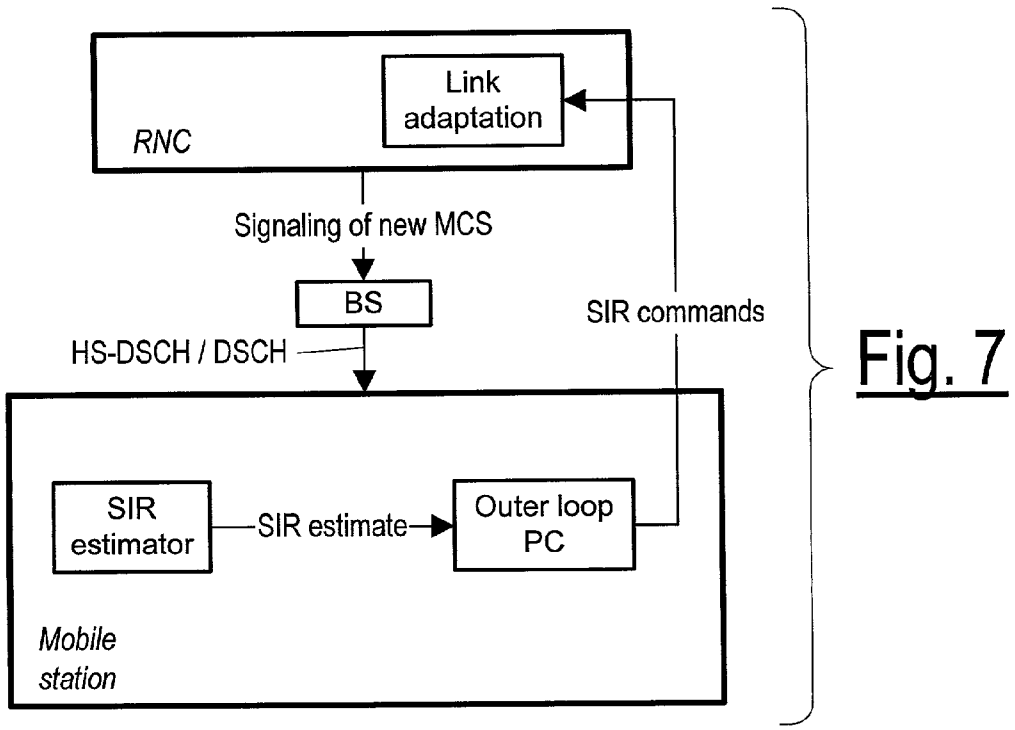 Link
adaptation
RNC
Signaling of new MCS
BS
SIR commands
HS-DSCH / DSCH
Fig. 7
SIR
estimator
SIR estimate
Outer loop
PC
Mobile
station